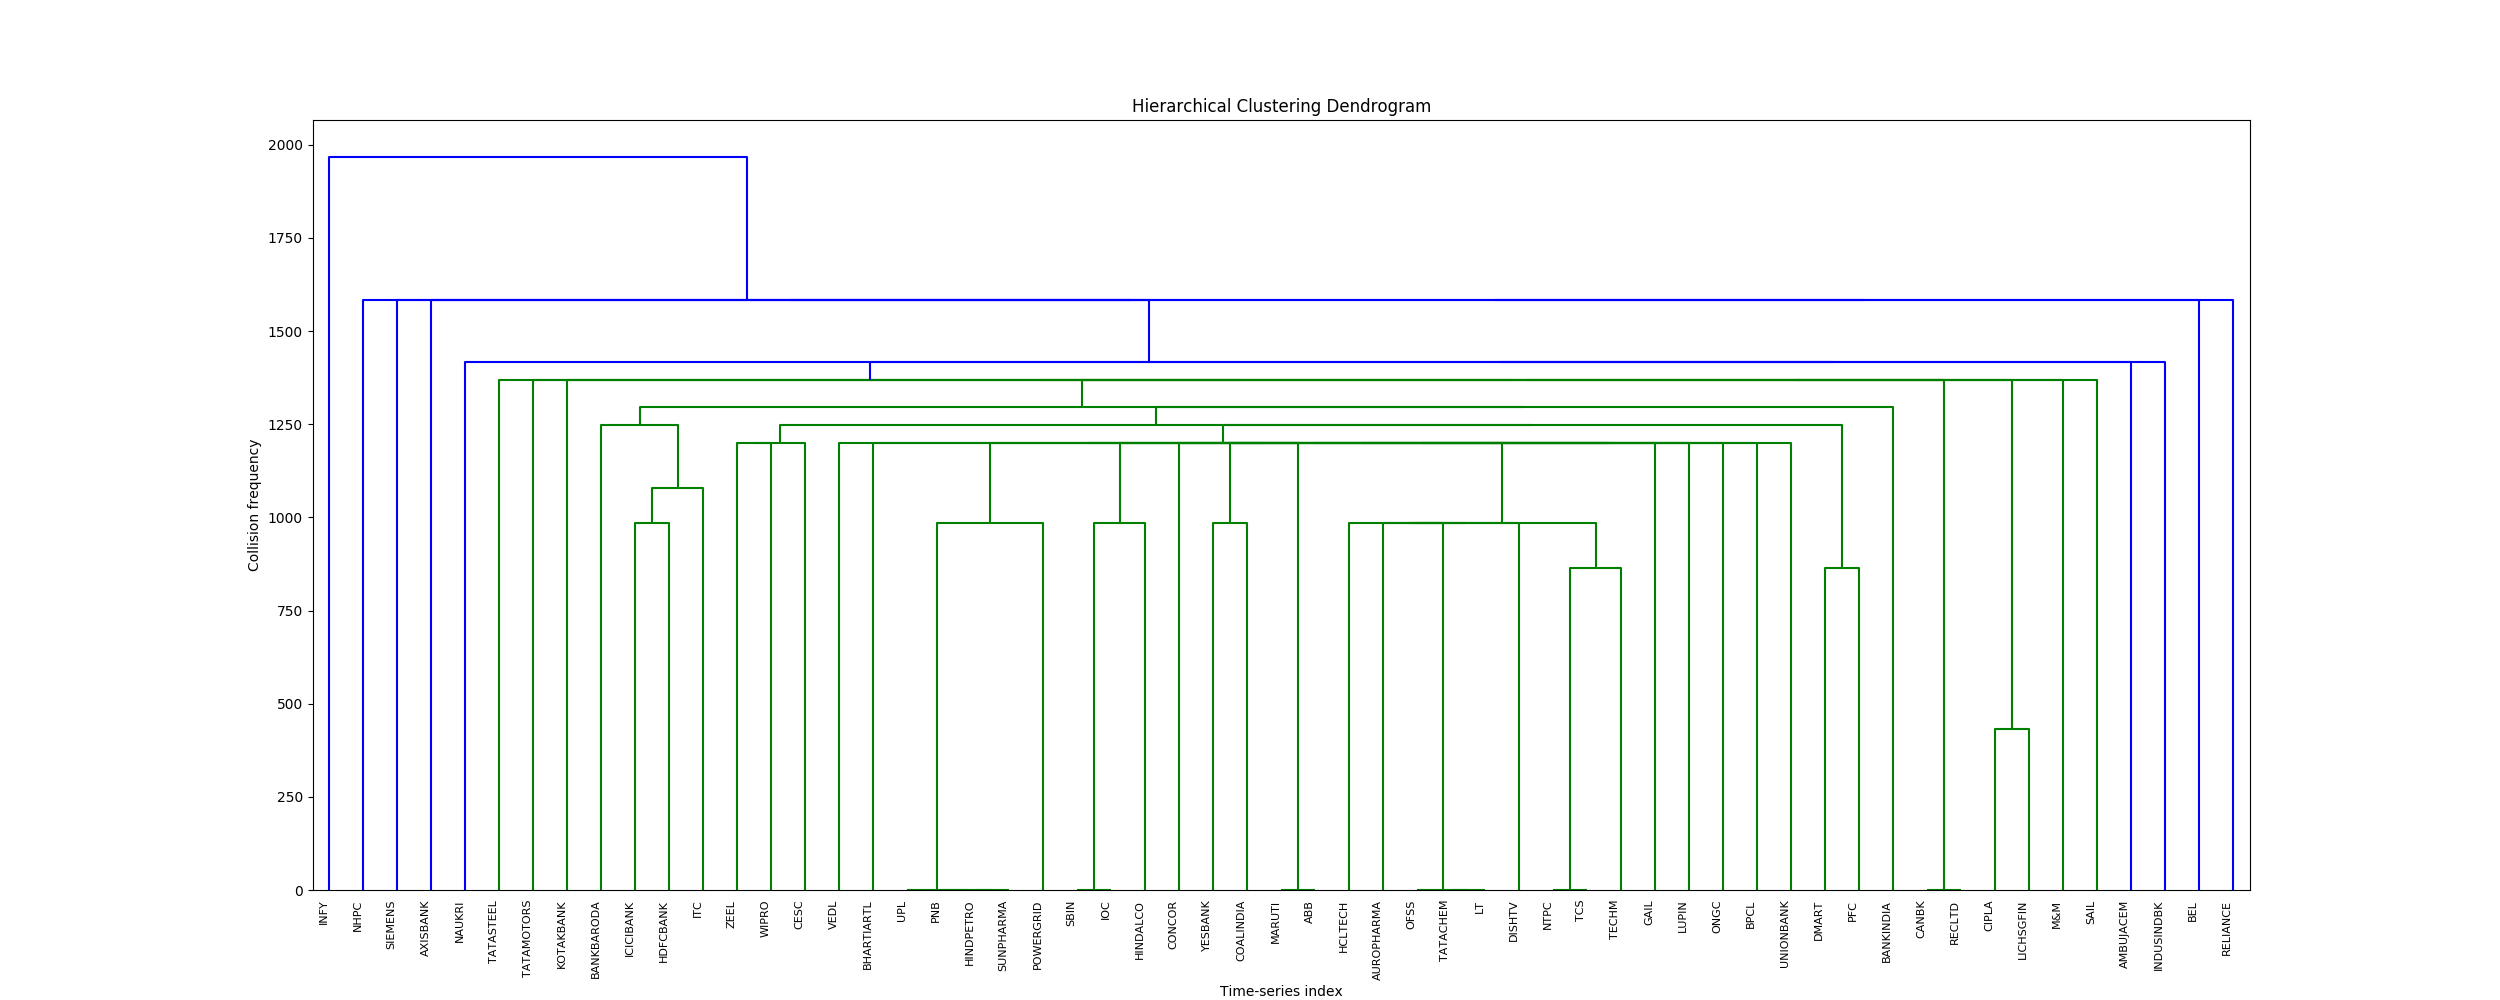 Hierarchical Clustering Dendrogram
2000
1750
1500
1250
1000
750
500
250
0
Collision frequency
INFY
NHPC
SIEMENS
AXISBANK
NAUKRI
TATASTEEL
TATAMOTORS
KOTAKBANK
BANKBARODA
ICICIBANK
HDFCBANK
ITC
ZEEL
WIPRO
CESC
VEDL
BHARTIARTL
UPL
PNB
HINDPETRO
SUNPHARMA
POWERGRID
SBIN
IOC
HINDALCO
CONCOR
YESBANK
COALINDIA
MARUTI
ABB
HCLTECH
AUROPHARMA
OFSS
TATACHEM
LT
DISHTV
NTPC
TCS
TECHM
GAIL
LUPIN
ONGC
BPCL
UNIONBANK
DMART
PFC
BANKINDIA
CANBK
RECLTD
CIPLA
LICHSGFIN
M&M
SAIL
AMBUJACEM
INDUSINDBK
BEL
RELIANCE
Time-series index